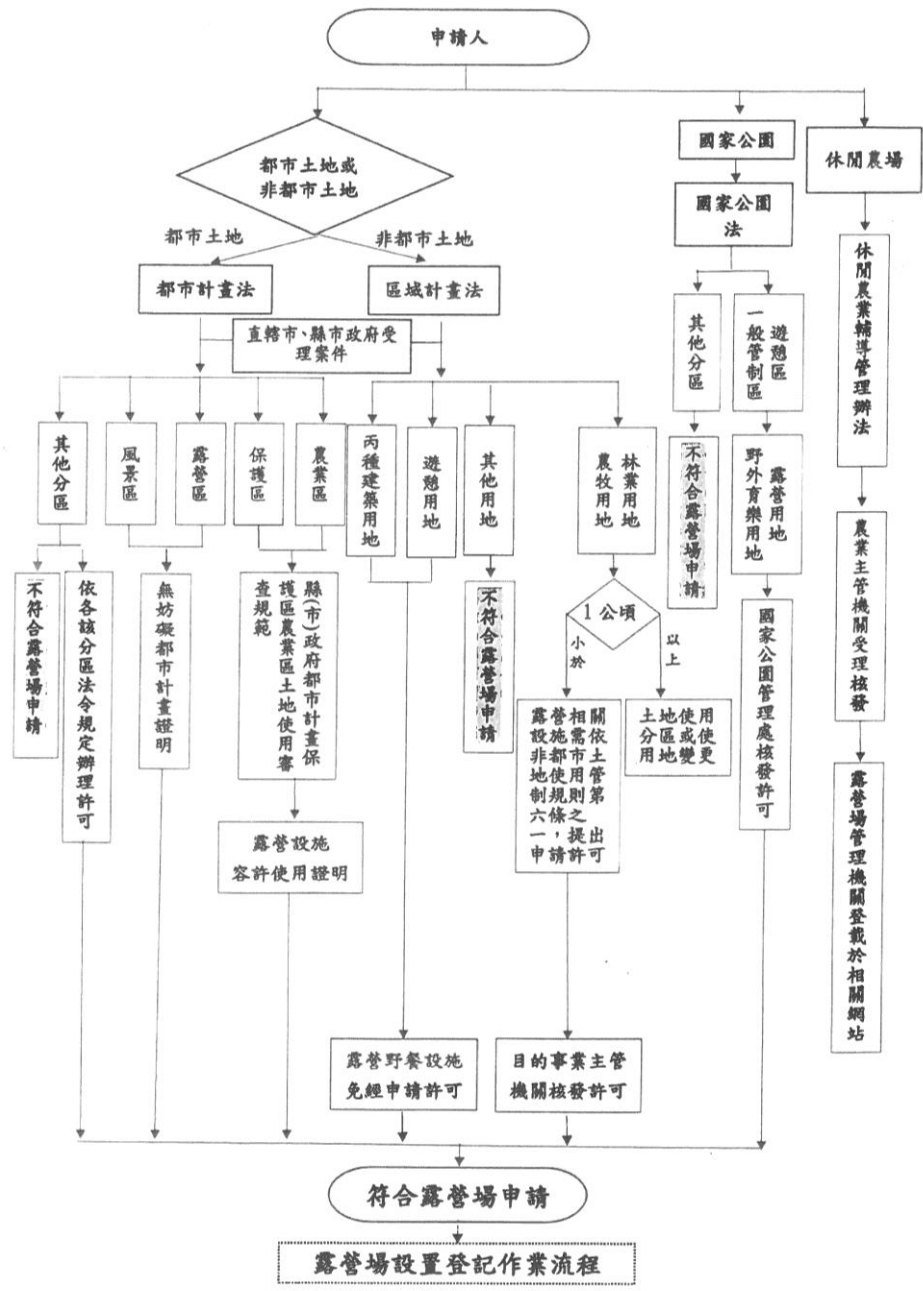 申請人
都市土地或
非都市土地
國家公園
休閒農場
國家公園
法
都市土地
非都市土地
都市計畫法
區域計畫法
直轄市、縣市政府受
理案件
其他分區
一般管制區
遊憩區
休閒農業輔導管理辦法
其他分區
風景區
露營區
保護區
農業區
丙種建築用地
遊憩用地
其他用地
農牧用地
林業用地
不符合露營場申請
野外育樂用地
露營用地
農業主管機關受理核發
不符合露營場申請
依各該分區法令規定辦理許可
無妨礙都市計畫證明
縣(市)政府都市計畫保
護區農業區土地使用審
查規範
不符合露營場申請
1公頃
小於
以上
露營相關
設施需依
非都市土
地使用管
制規則第
六條之
一,提出
申請許可
土地使用
分區或使
用地變更
國家公園管理處核發許可
露營設施
容許使用證明
露營場管理機關登載於相關網站
露營野餐設施
免經申請許可
目的事業主管
機關核發許可
符合露營場申請
露營場設置登記作業流程